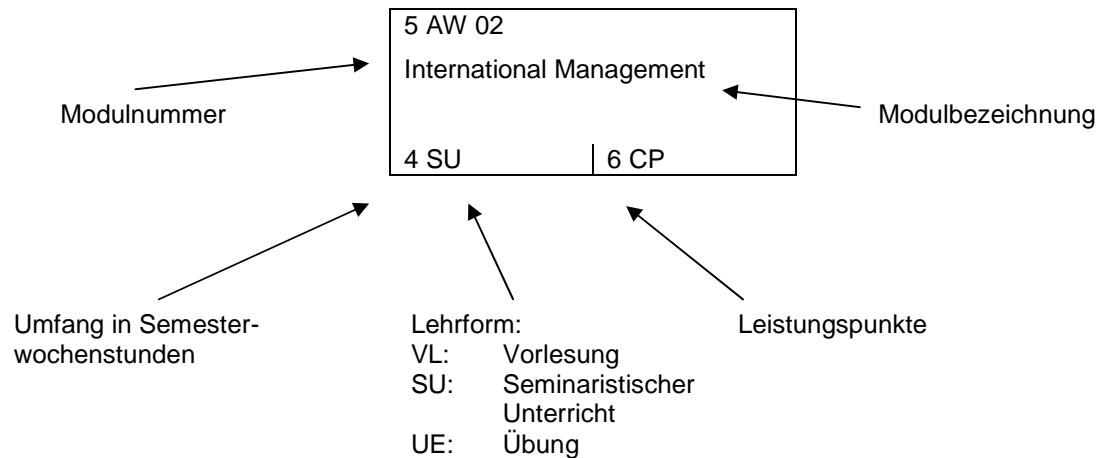 5 AW 02
International Management
Modulnummer
Modulbezeichnung
4 SU 6 CP
Umfang in Semester-
wochenstunden
Lehrform:
VL: Vorlesung
SU: Seminaristischer
Unterricht
UE: Übung
Leistungspunkte